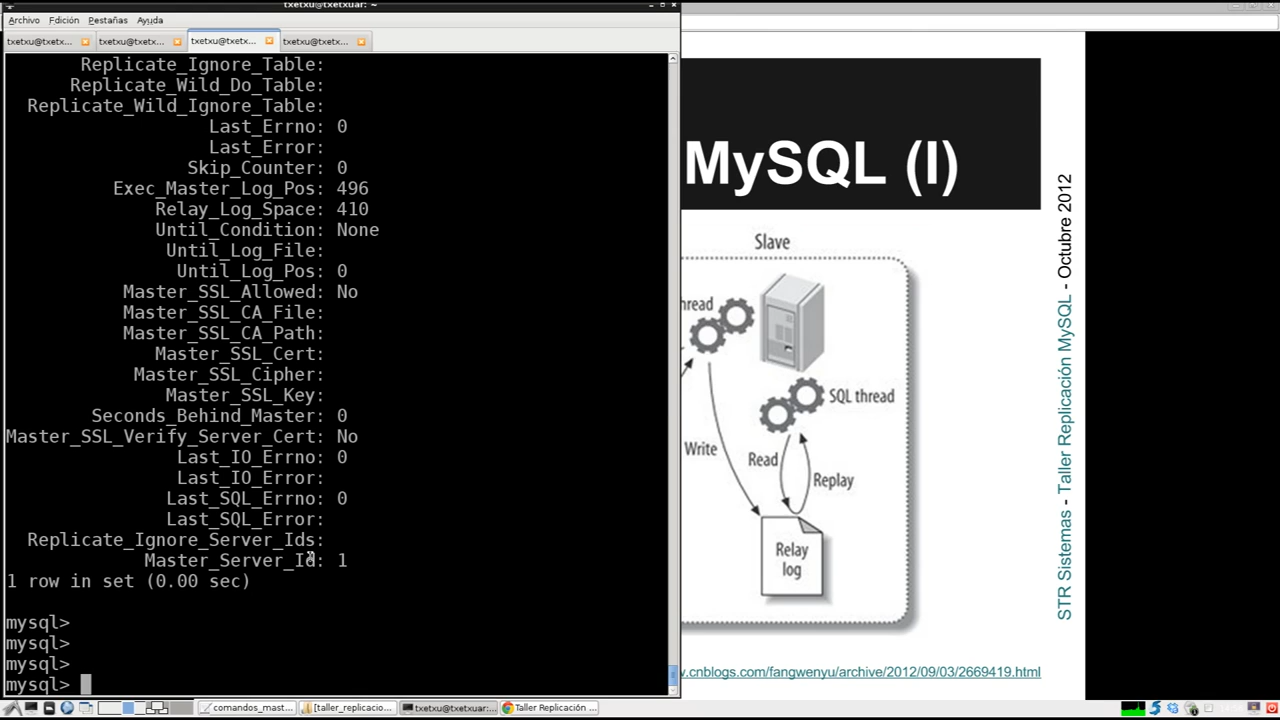 txetxu@txetxuar: ~
Archivo Edición Pestañas Ayuda
txetxu@txetx... txetxu@txetx... txetxu@txetx... txetxu@txetx...
Replicate_Ignore_Table:
Replicate_Wild_Do_Table:
Replicate_Wild_Ignore_Table:
Last_Errno: 0
Last_Error:
Skip_Counter: 0
Exec_Master_Log_Pos: 496
Relay_Log_Space: 410
Until_Condition: None
Until_Log_File:
Until_Log_Pos: 0
Master_SSL_Allowed: No
Master_SSL_CA_File:
Master_SSL_CA_Path:
Master_SSL_Cert:
Master_SSL_Cipher:
Master_SSL_Key:
Seconds_Behind_Master: 0
Master_SSL_Verify_Server_Cert: No
Last_IO_Errno: 0
Last_IO_Error:
Last_SQL_Errno: 0
Last_SQL_Error:
Replicate_Ignore_Server_Ids:
Master_Server_Id: 1
1 row in set (0.00 sec)
mysql>
mysql>
mysql>
mysql>
MySQL (I)
Slave
hread
SQL thread
Write
Read
Replay
Relay
log
STR Sistemas - Taller Replicación MySQL - Octubre 2012
v.cnblogs.com/fangwenyu/archive/2012/09/03/2669419.html
comandos_mast... [taller_replicacio... txetxu@txetxuar:... Taller Replicación ...